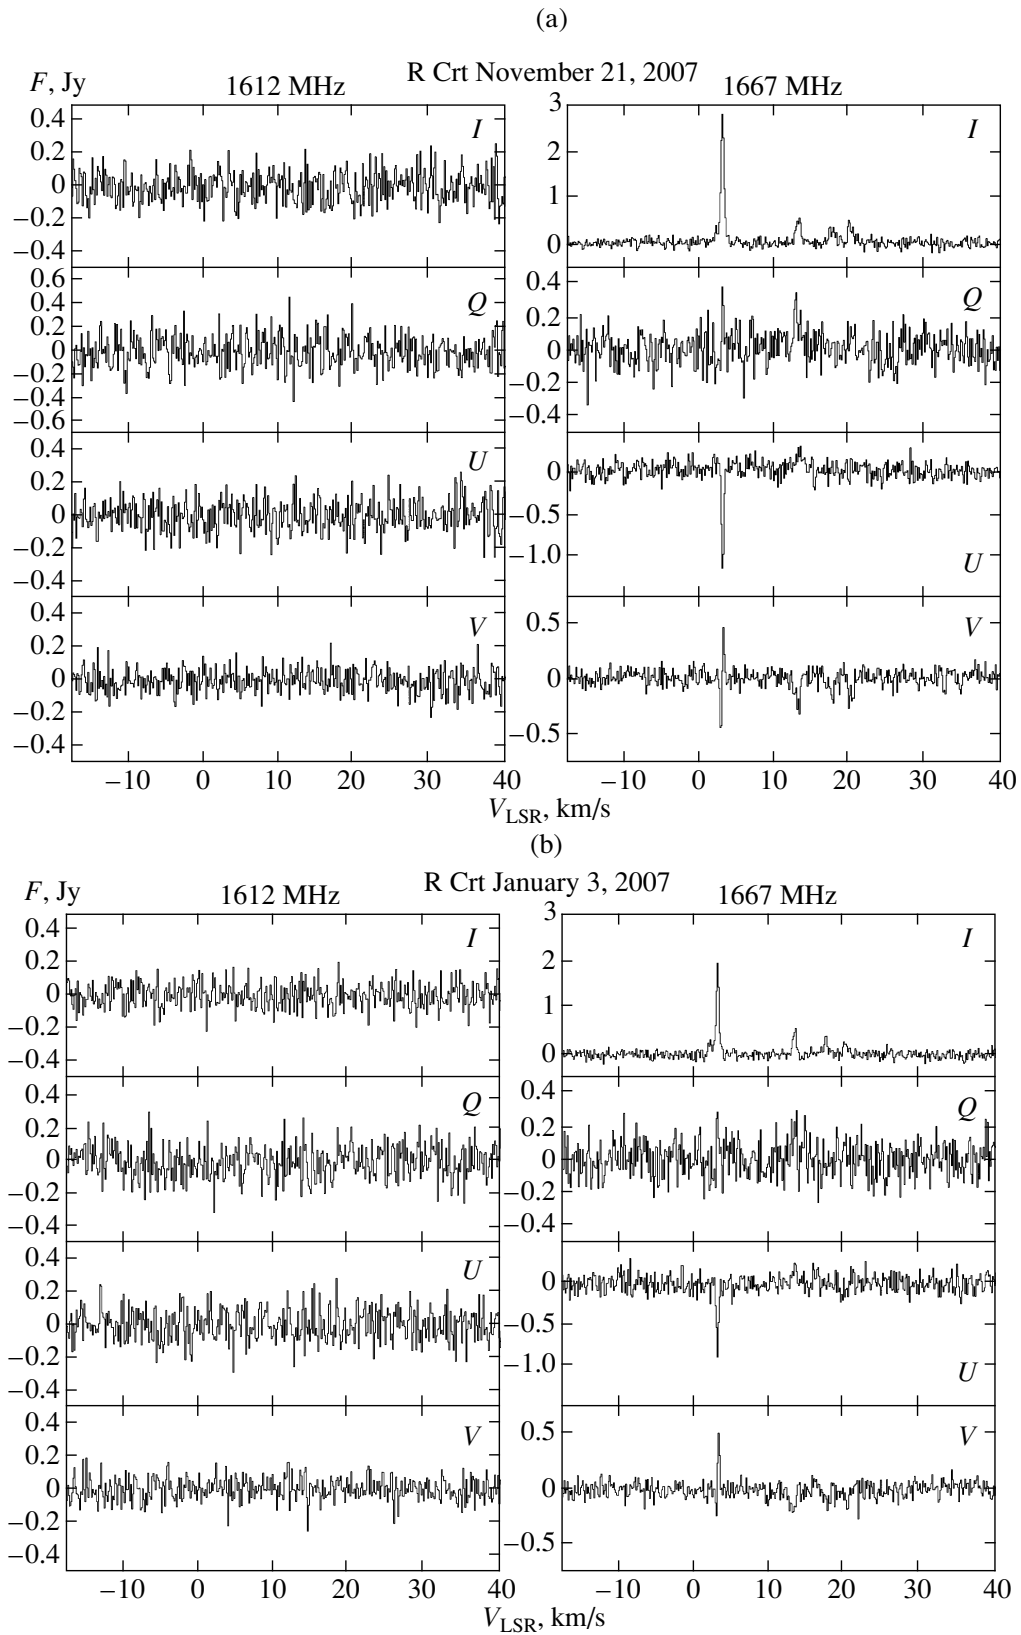 (a)
R Crt November 21, 2007
F, Jy
1612 MHz
1667 MHz
0.4
0.2
0
−0.2
−0.4
I
3
2
1
0
I
0.6
0.4
0.2
0
−0.2
−0.4
−0.6
Q
0.4
0.2
0
−0.2
−0.4
Q
0.4
0.2
0
−0.2
−0.4
U
0
−0.5
−1.0
U
0.4
0.2
0
−0.2
−0.4
V
0.5
0
−0.5
V
−10 0 10 20 30 40
−10 0 10 20 30 40
VLSR, km/s
(b)
R Crt January 3, 2007
F, Jy
1612 MHz
1667 MHz
0.4
0.2
0
−0.2
−0.4
I
3
2
1
0
I
0.4
0.2
0
−0.2
−0.4
Q
0.4
0.2
0
−0.2
−0.4
Q
0.4
0.2
0
−0.2
−0.4
U
0
−0.5
−1.0
U
0.4
0.2
0
−0.2
−0.4
V
0.5
0
−0.5
V
−10 0 10 20 30 40
−10 0 10 20 30 40
VLSR, km/s